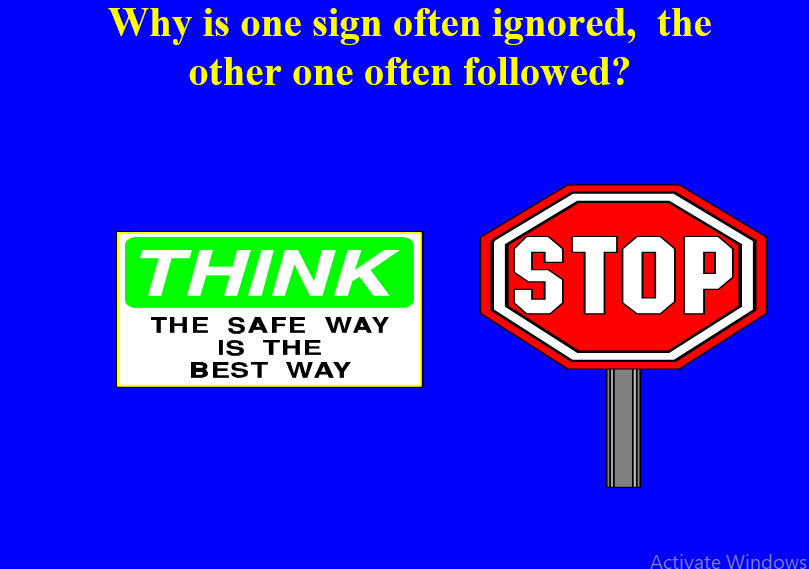 Why is one sign often ignored, the
other one often followed?
THINK
THE SAFE WAY
IS THE
BEST WAY
STOP
Activate Windows